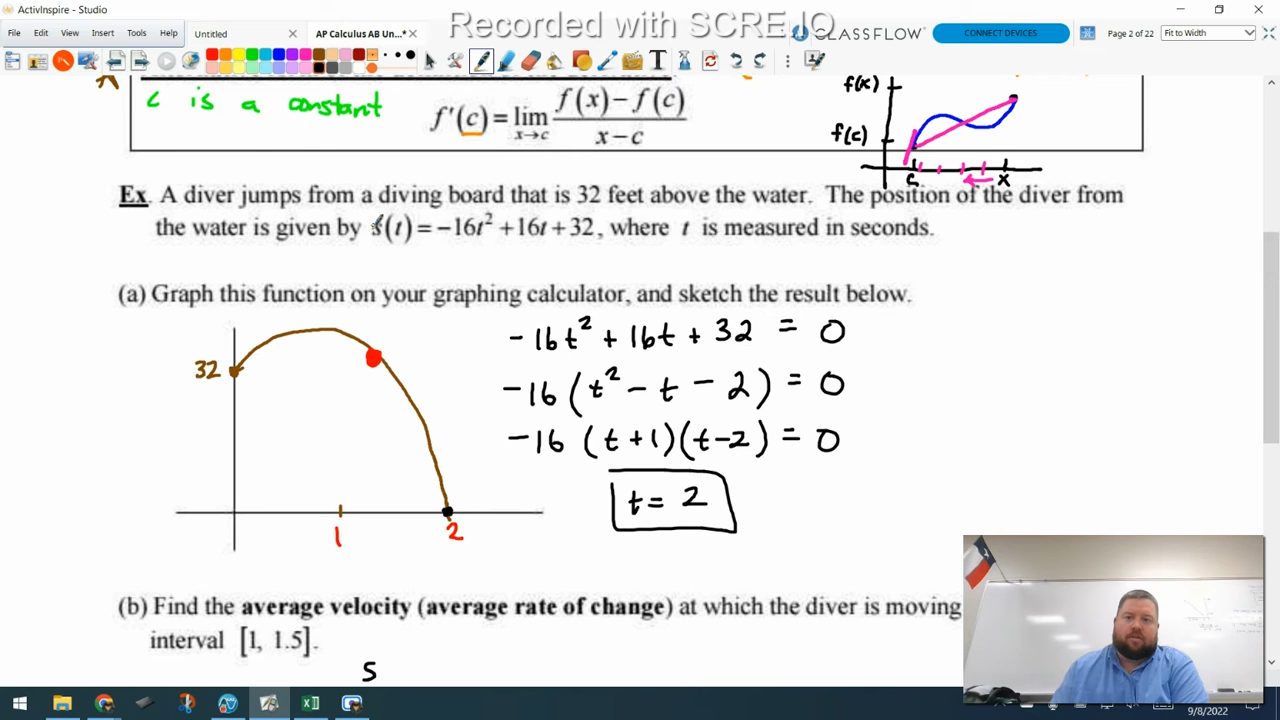 ActivInspire - Studio
Recorded with SCRE.IO
Untitled
AP Calculus AB Un...*
File Edit View Insert Tools Help
CLASSFLOW
CONNECT DEVICES
Page 2 of 22
Fit to Width
c is a constant
f'(c) = lim x→c f(x) − f(c) / x − c
f(x)
f(c)
c x
Ex. A diver jumps from a diving board that is 32 feet above the water. The position of the diver from
the water is given by f(t) = −16t² + 16t + 32, where t is measured in seconds.
(a) Graph this function on your graphing calculator, and sketch the result below.
32
1
2
-16t² + 16t + 32 = 0
-16 (t² - t - 2) = 0
-16 (t+1)(t-2) = 0
t = 2
(b) Find the average velocity (average rate of change) at which the diver is moving
interval [1, 1.5].
S
9/8/2022